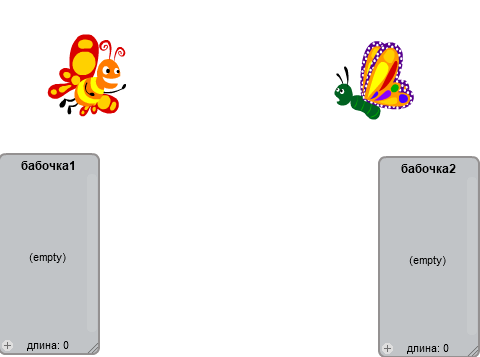 бабочка1
(empty)
+ длина: 0
бабочка2
(empty)
+ длина: 0